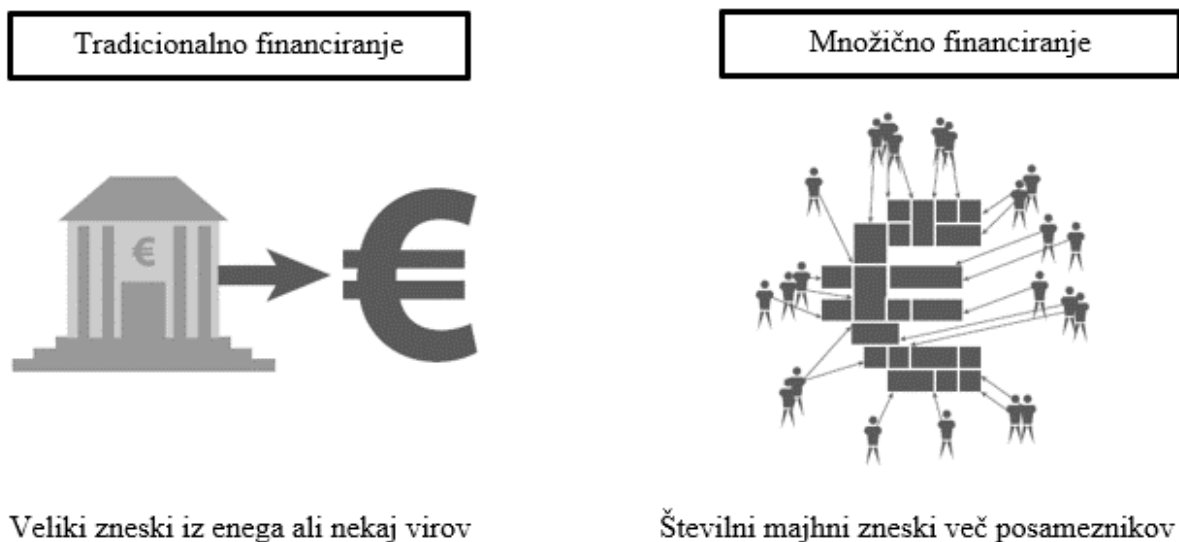 Tradicionalno financiranje
Množično financiranje
€
€
Veliki zneski iz enega ali nekaj virov
Številni majhni zneski več posameznikov